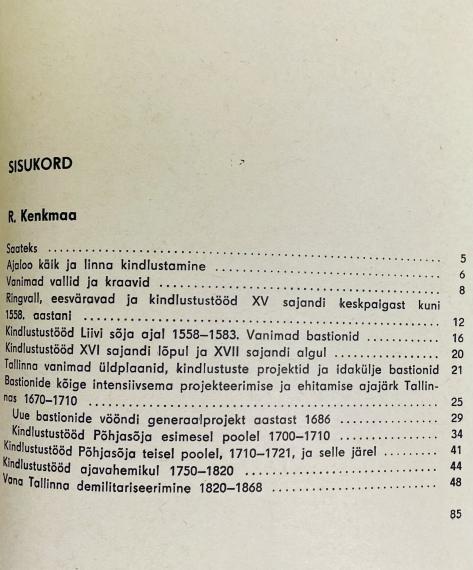 SISUKORD
R. Kenkmaa
Saateks ........ 5
Ajaloo käik ja linna kindlustamine ........ 6
Vanimad vallid ja kraavid ........ 8
Ringvall, eesväravad ja kindlustustööd XV sajandi keskpaigast kuni
1558. aastani ........ 12
Kindlustustööd Liivi sõja ajal 1558–1583. Vanimad bastionid ........ 16
Kindlustustööd XVI sajandi lõpul ja XVII sajandi algul ........ 20
Tallinna vanimad üldplaanid, kindlustuste projektid ja idakülje bastionid 21
Bastionide kõige intensiivsema projekteerimise ja ehitamise ajajärk Tallin-
nas 1670–1710 ........ 25
Uue bastionide vööndi generaalprojekt aastast 1686 ........ 29
Kindlustustööd Põhjasõja esimesel poolel 1700–1710 ........ 34
Kindlustustööd Põhjasõja teisel poolel, 1710–1721, ja selle järel ........ 41
Kindlustustööd ajavahemikul 1750–1820 ........ 44
Vana Tallinna demilitariseerimine 1820–1868 ........ 48
85